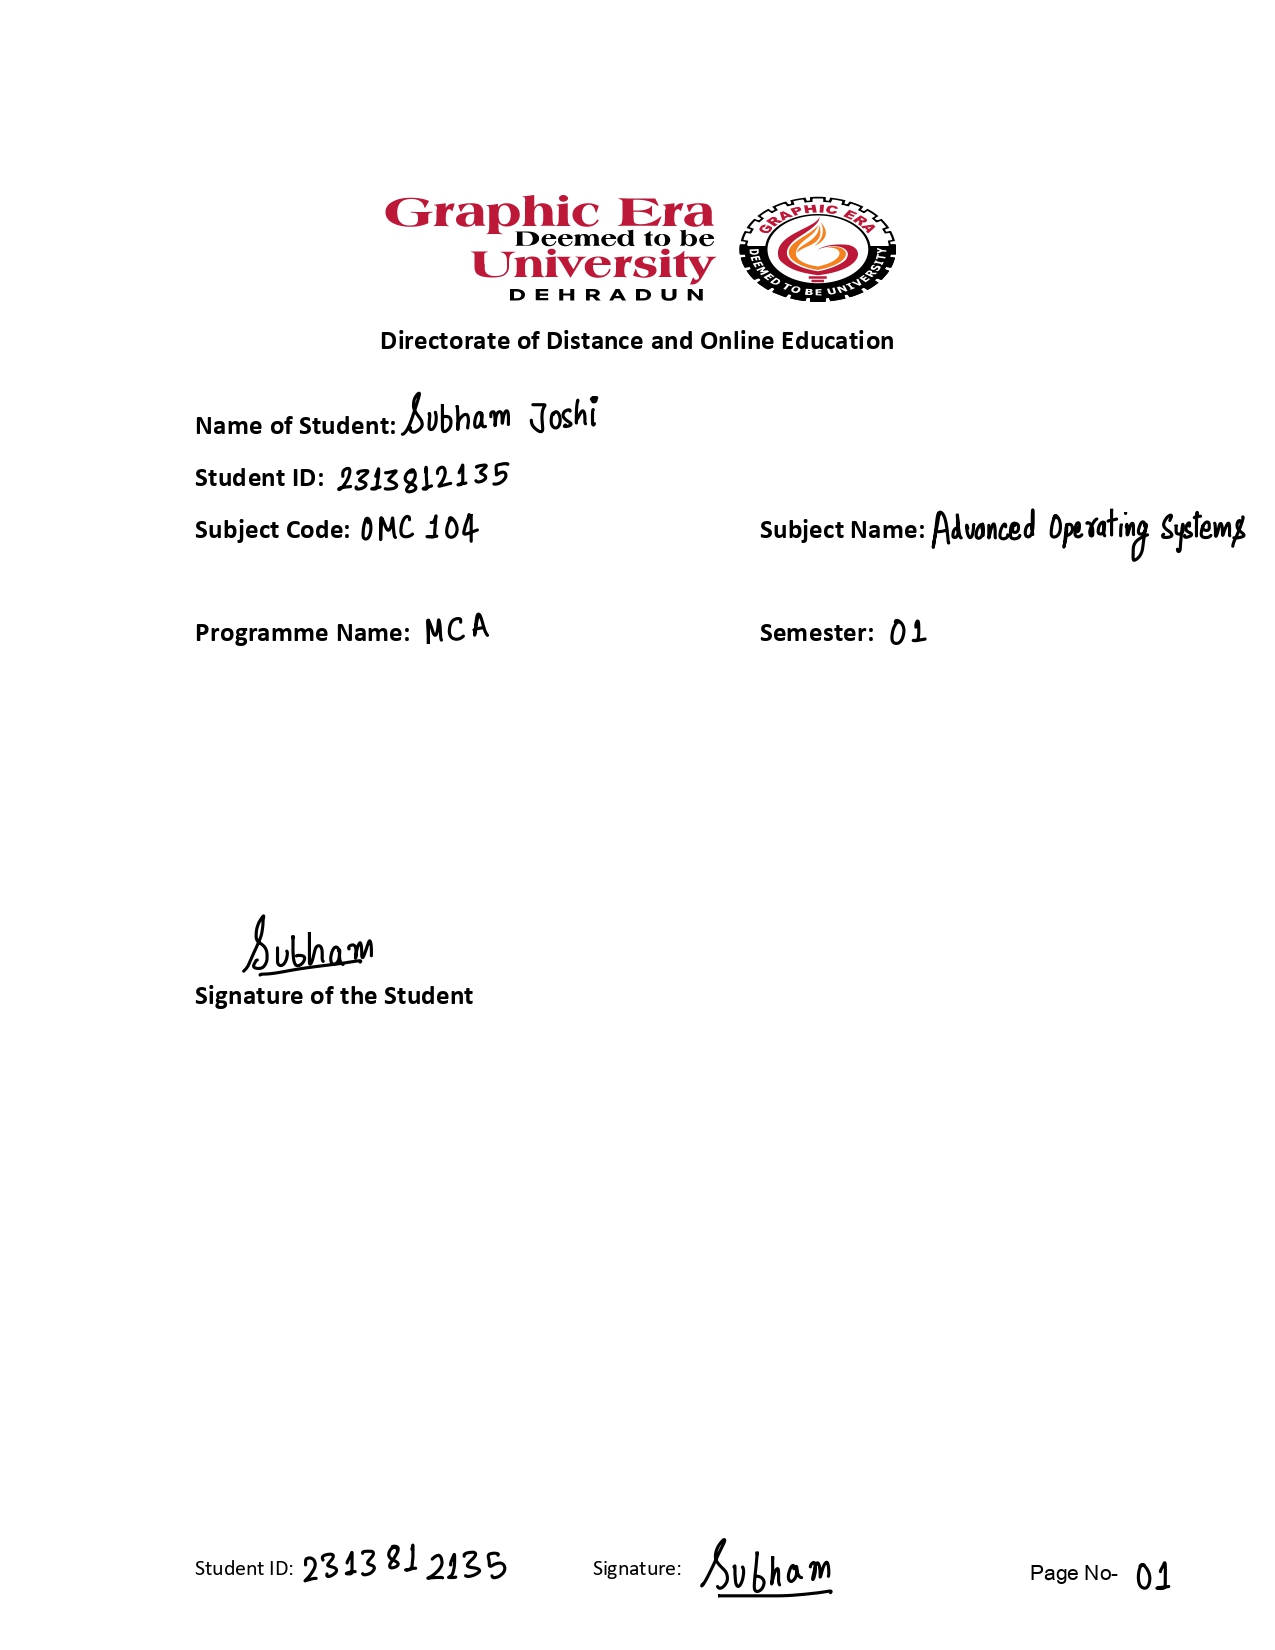 Graphic Era
Deemed to be
University
DEHRADUN
GRAPHIC ERA
DEEMED TO BE UNIVERSITY
Directorate of Distance and Online Education
Name of Student: Subham Joshi
Student ID: 2313812135
Subject Code: OMC 104 Subject Name: Advanced Operating Systems
Programme Name: MCA Semester: 01
Subham
Signature of the Student
Student ID: 2313812135 Signature: Subham Page No- 01